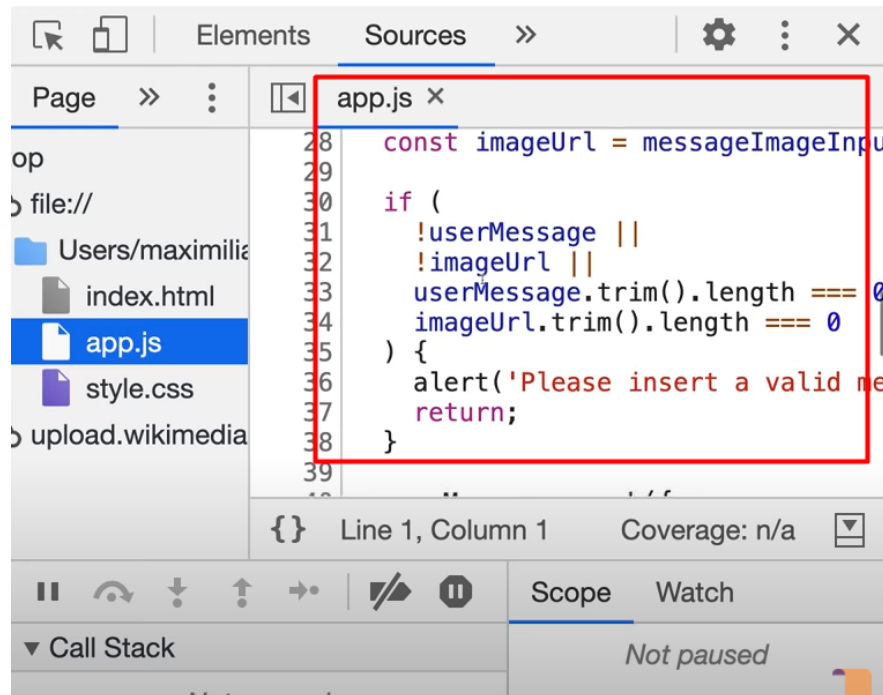 Elements Sources »
Page »
app.js ×
op
file://
Users/maximilia
index.html
app.js
style.css
upload.wikimedia
28 const imageUrl = messageImageInpu
29
30 if (
31 !userMessage ||
32 !imageUrl ||
33 userMessage.trim().length === 0
34 imageUrl.trim().length === 0
35 ) {
36 alert('Please insert a valid me
37 return;
38 }
39
{} Line 1, Column 1 Coverage: n/a
Scope Watch
▼ Call Stack
Not paused